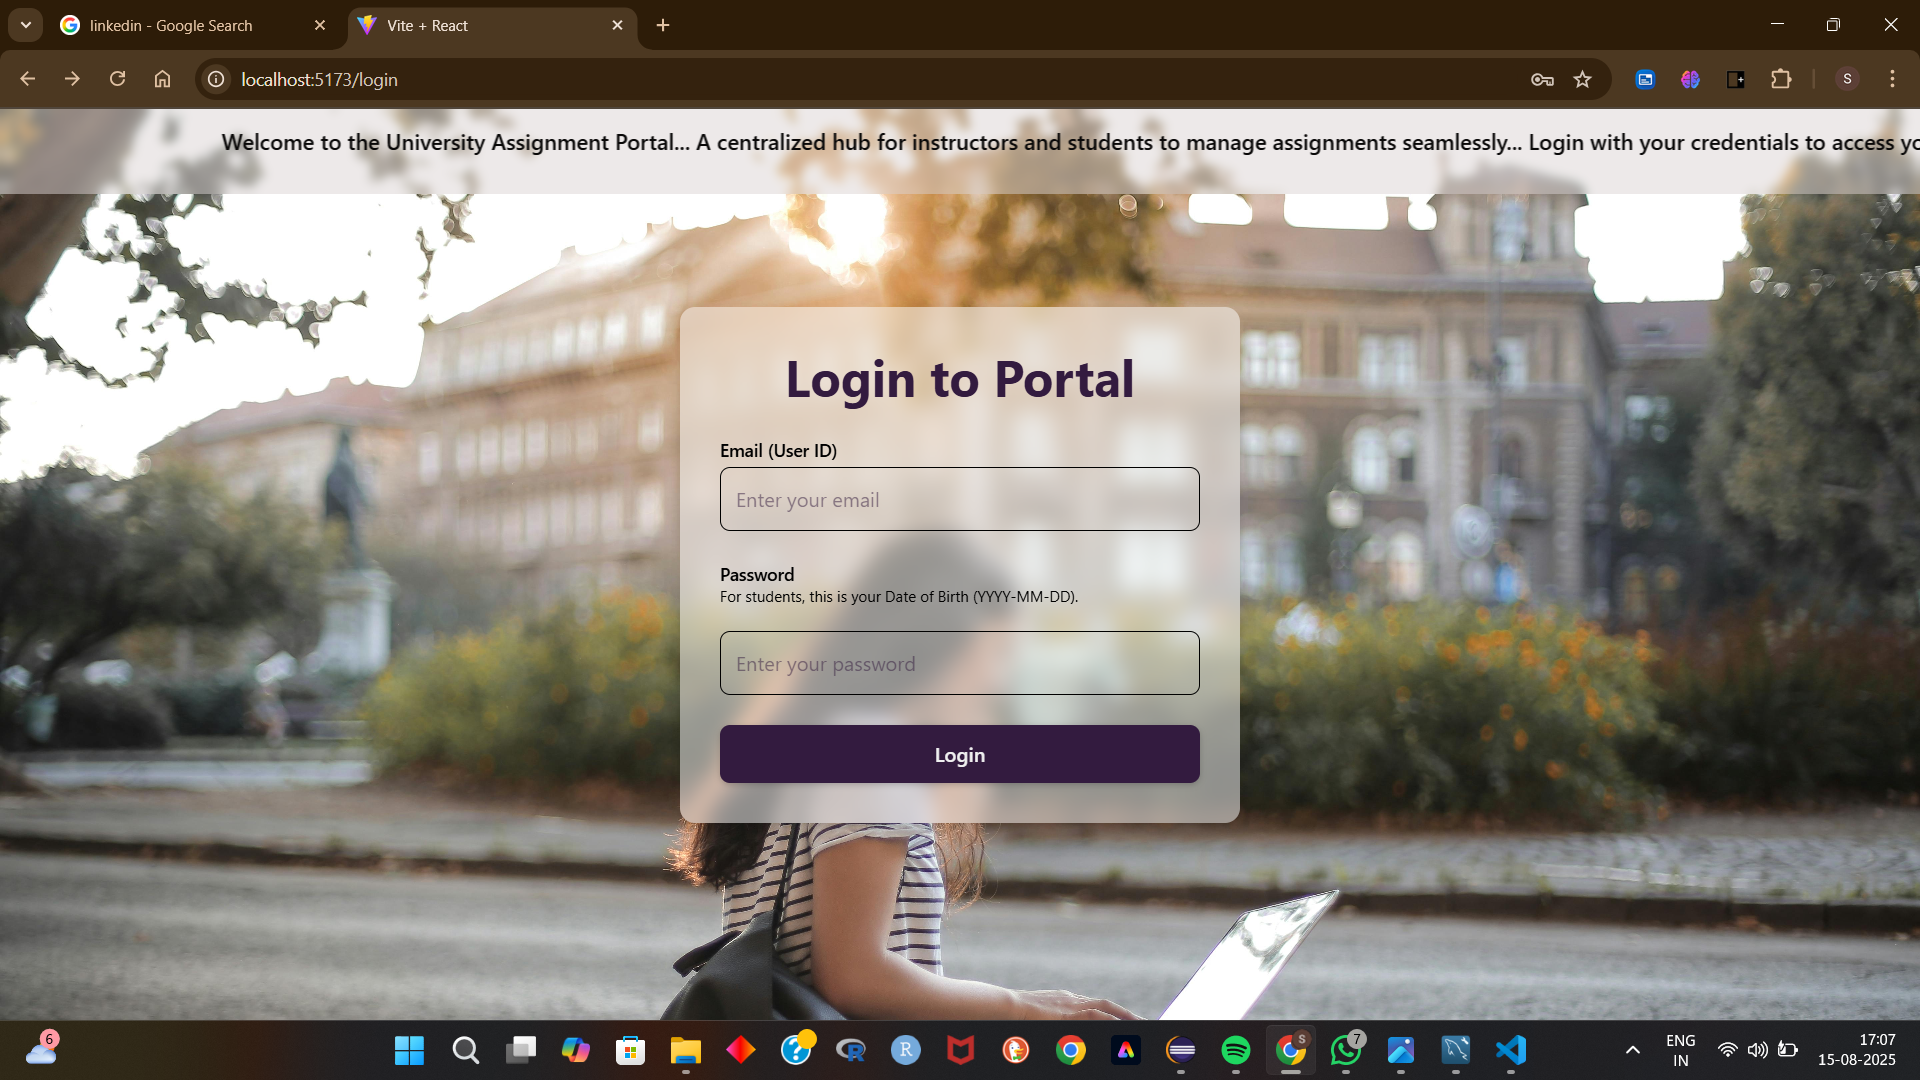 linkedin - Google Search
Vite + React
localhost:5173/login
S
Welcome to the University Assignment Portal... A centralized hub for instructors and students to manage assignments seamlessly... Login with your credentials to access yo
Login to Portal
Email (User ID)
Enter your email
Password
For students, this is your Date of Birth (YYYY-MM-DD).
Enter your password
Login
6
R
R
S
7
ENG
IN
17:07
15-08-2025